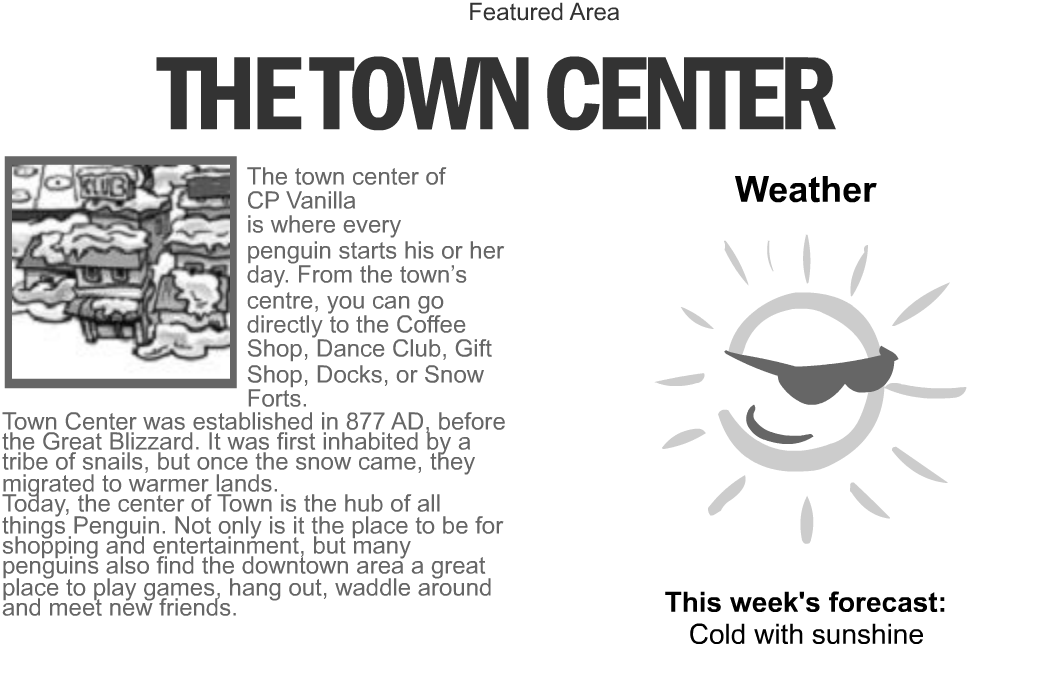 Featured Area
THE TOWN CENTER
CLUB
The town center of
CP Vanilla
is where every
penguin starts his or her
day. From the town’s
centre, you can go
directly to the Coffee
Shop, Dance Club, Gift
Shop, Docks, or Snow
Forts.
Town Center was established in 877 AD, before
the Great Blizzard. It was first inhabited by a
tribe of snails, but once the snow came, they
migrated to warmer lands.
Today, the center of Town is the hub of all
things Penguin. Not only is it the place to be for
shopping and entertainment, but many
penguins also find the downtown area a great
place to play games, hang out, waddle around
and meet new friends.
Weather
This week's forecast:
Cold with sunshine